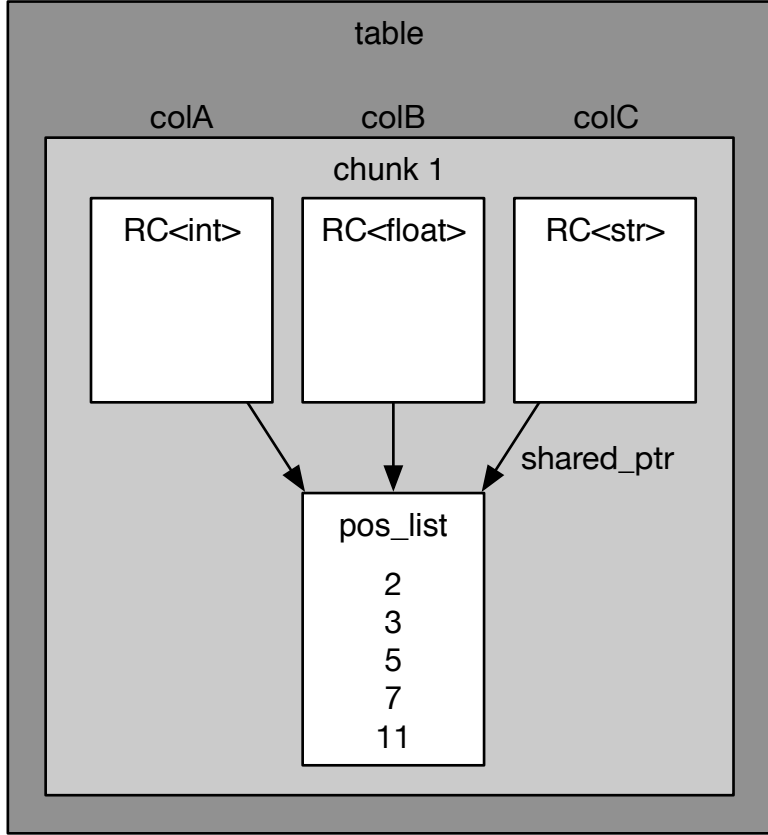 table
colA colB colC
chunk 1
RC<int> RC<float> RC<str>
shared_ptr
pos_list
2
3
5
7
11